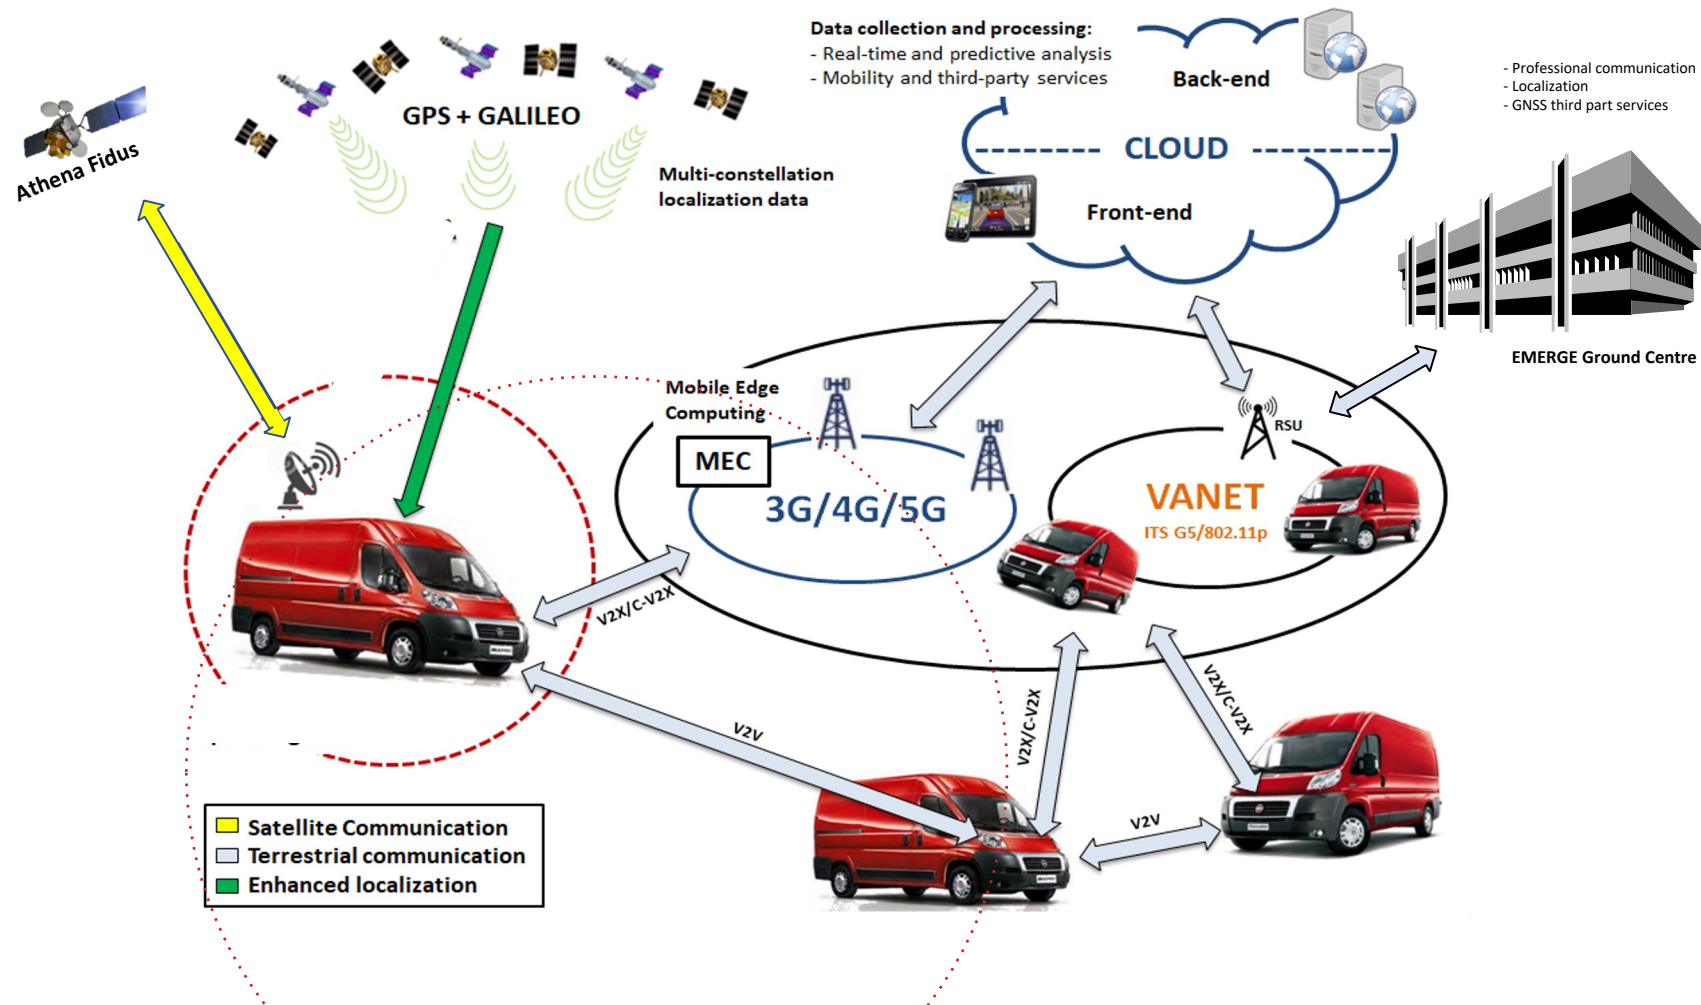 Data collection and processing:
- Real-time and predictive analysis
- Mobility and third-party services
Back-end
CLOUD
Front-end
- Professional communication
- Localization
- GNSS third part services
EMERGE Ground Centre
Athena Fidus
GPS + GALILEO
Multi-constellation
localization data
Mobile Edge
Computing
MEC
3G/4G/5G
RSU
VANET
ITS G5/802.11p
V2X/C-V2X
V2V
V2X/C-V2X
V2X/C-V2X
V2V
Satellite Communication
Terrestrial communication
Enhanced localization